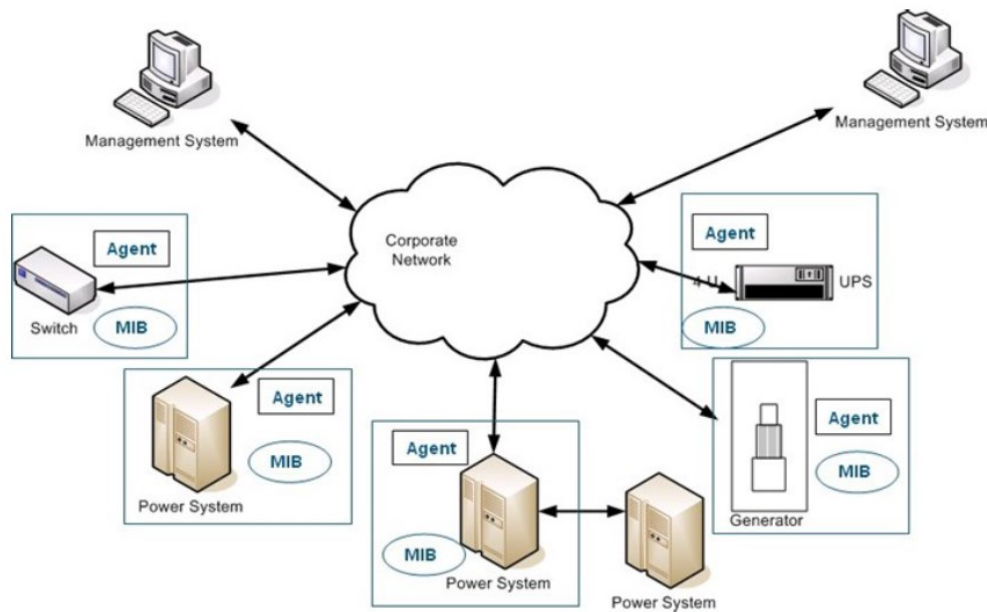 Management System
Management System
Corporate
Network
Agent
Switch
MIB
Agent
4 U
UPS
MIB
Agent
MIB
Power System
Agent
MIB
Power System
Power System
Agent
MIB
Generator